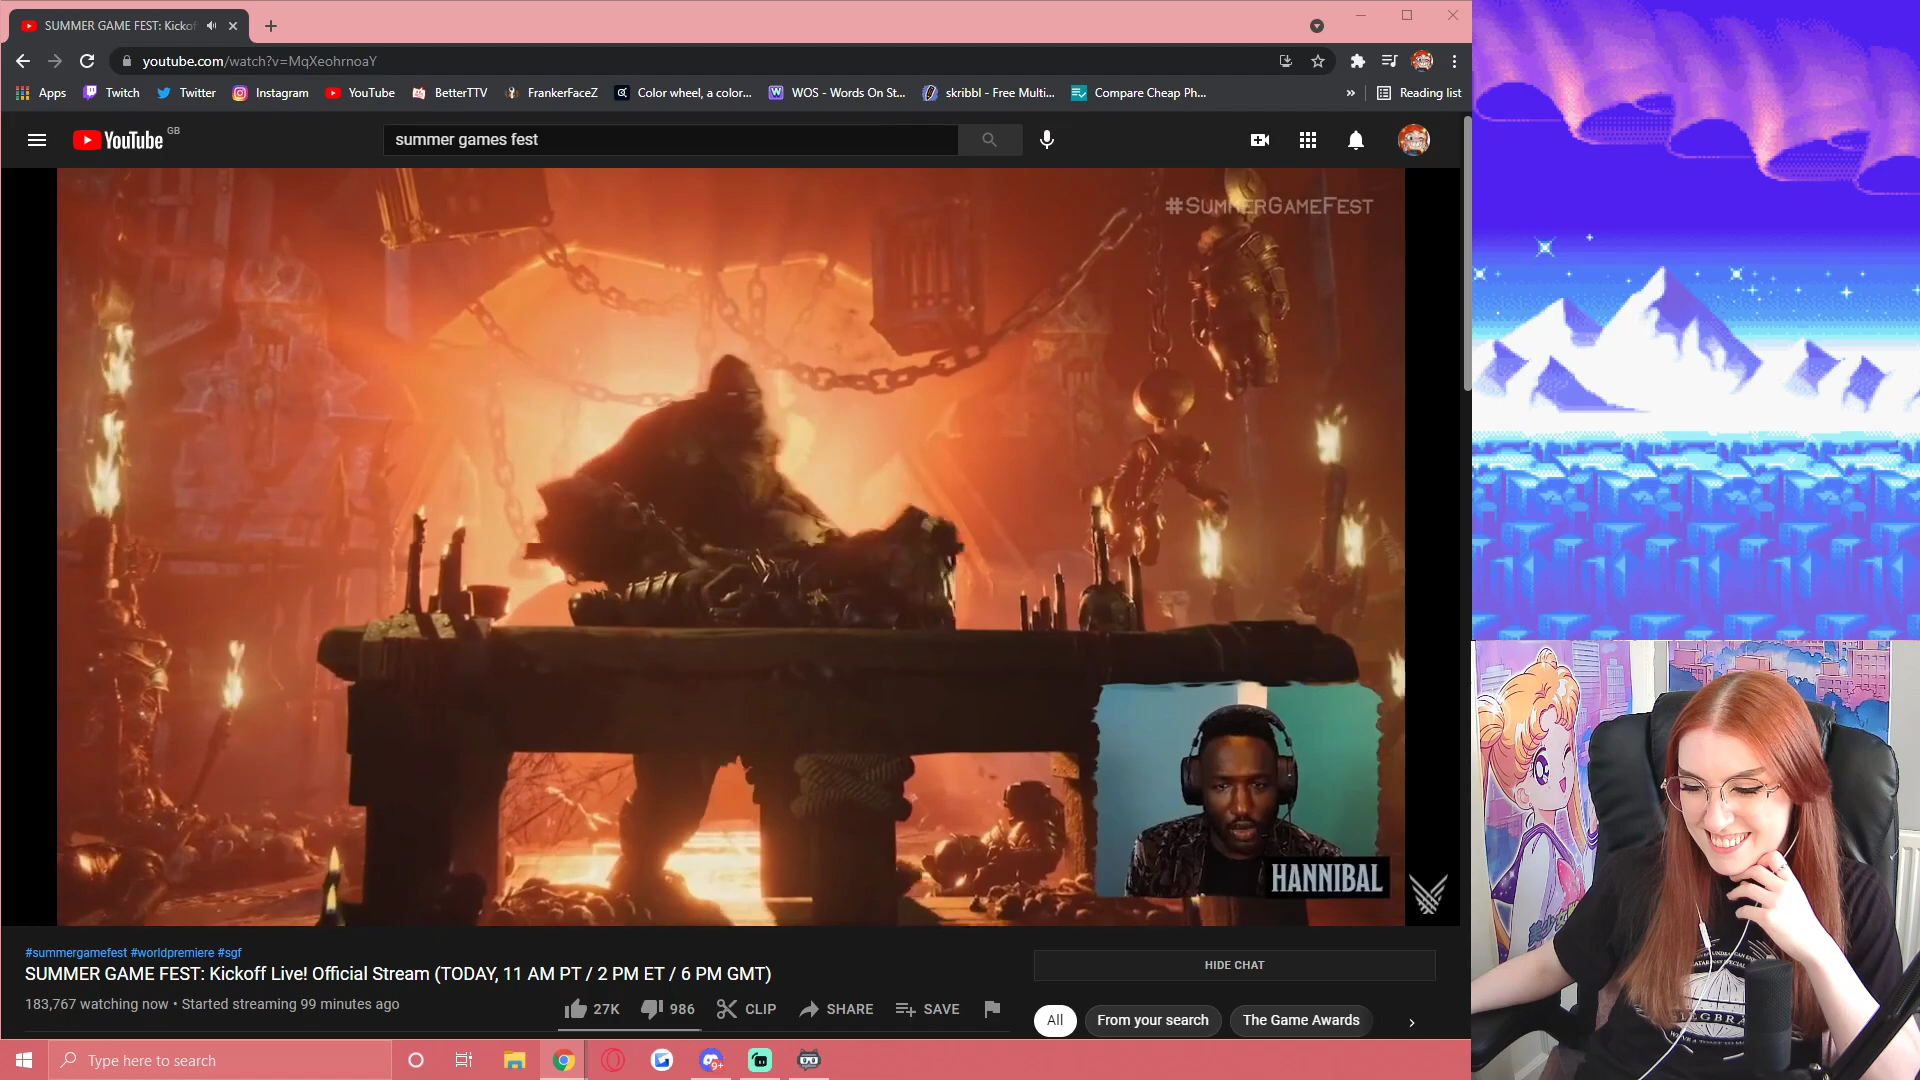 SUMMER GAME FEST: Kicko
youtube.com/watch?v=MqXeohrnoaY
Apps
Twitch
Twitter
Instagram
YouTube
BetterTTV
FrankerFaceZ
Color wheel, a color...
WOS - Words On St...
skribbl - Free Multi...
Compare Cheap Ph...
»
Reading list
YouTube GB
summer games fest
#SUMMERGAMEFEST
HANNIBAL
#summergamefest #worldpremiere #sgf
SUMMER GAME FEST: Kickoff Live! Official Stream (TODAY, 11 AM PT / 2 PM ET / 6 PM GMT)
183,767 watching now • Started streaming 99 minutes ago
27K
986
CLIP
SHARE
SAVE
HIDE CHAT
All
From your search
The Game Awards
Type here to search
9+